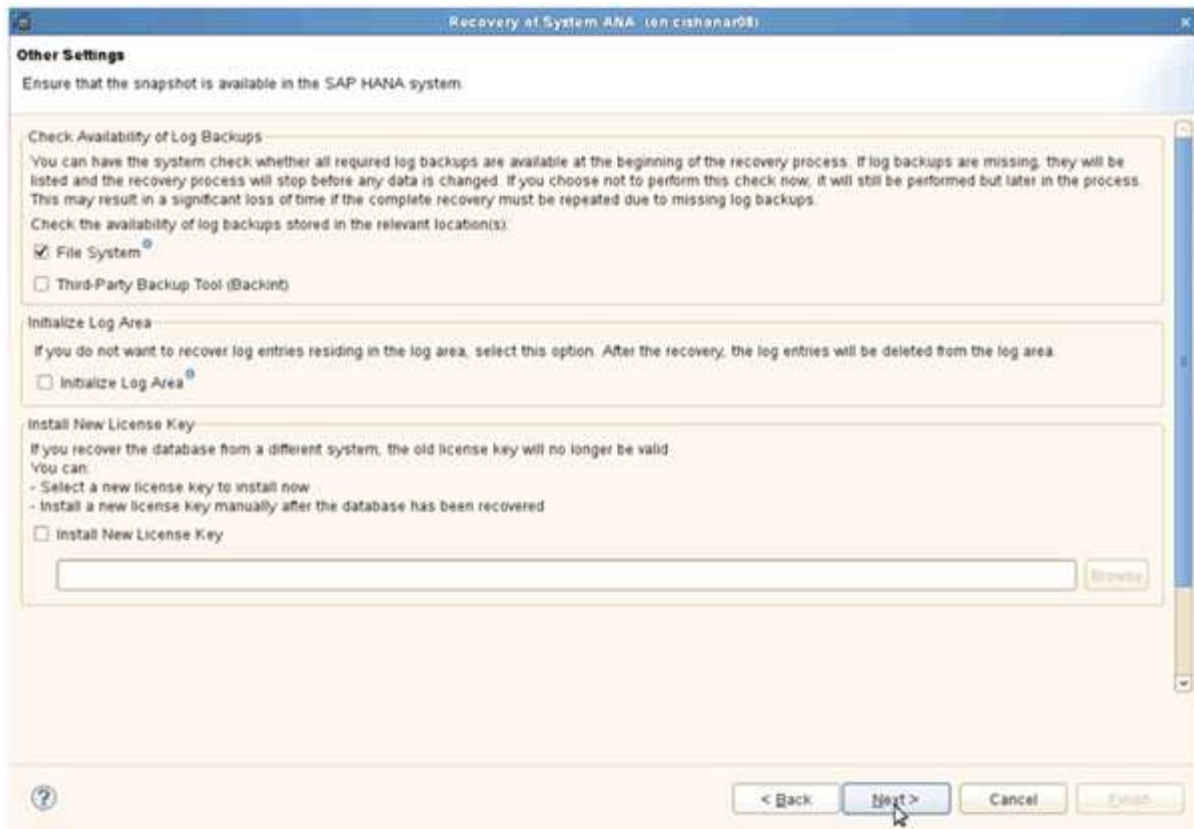 Recovery of System ANA (on cishanar08)
Other Settings
Ensure that the snapshot is available in the SAP HANA system.
Check Availability of Log Backups
You can have the system check whether all required log backups are available at the beginning of the recovery process. If log backups are missing, they will be
listed and the recovery process will stop before any data is changed. If you choose not to perform this check now, it will still be performed but later in the process.
This may result in a significant loss of time if the complete recovery must be repeated due to missing log backups.
Check the availability of log backups stored in the relevant location(s):
File System
Third-Party Backup Tool (Backint)
Initialize Log Area
If you do not want to recover log entries residing in the log area, select this option. After the recovery, the log entries will be deleted from the log area.
Initialize Log Area
Install New License Key
If you recover the database from a different system, the old license key will no longer be valid
You can:
- Select a new license key to install now
- Install a new license key manually after the database has been recovered
Install New License Key
Browse
?
< Back
Next >
Cancel
Finish